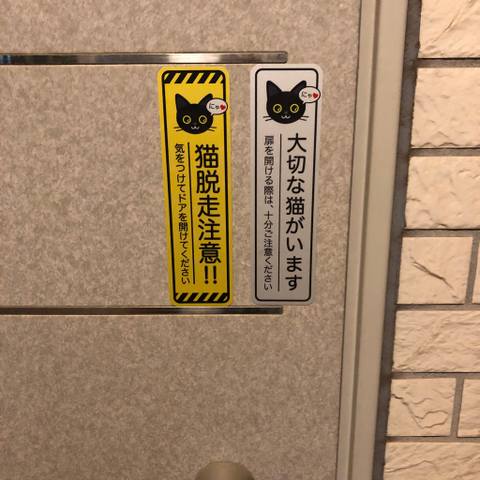 にゃ
大切な猫がいます
扉を開ける際は、十分ご注意ください
にゃ
猫脱走注意!!
気をつけてドアを開けてください